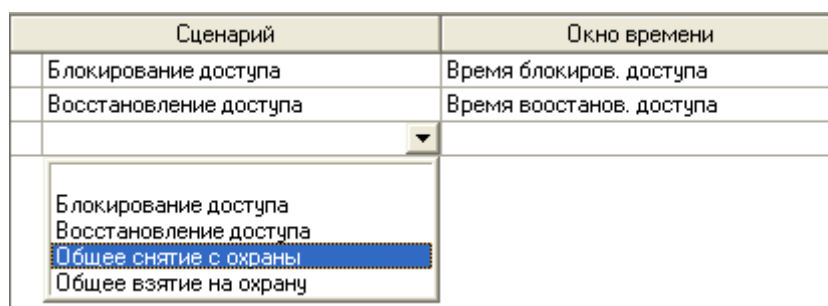 Сценарий Окно времени
Блокирование доступа Время блокиров. доступа
Восстановление доступа Время воостанов. доступа
Блокирование доступа
Восстановление доступа
Общее снятие с охраны
Общее взятие на охрану